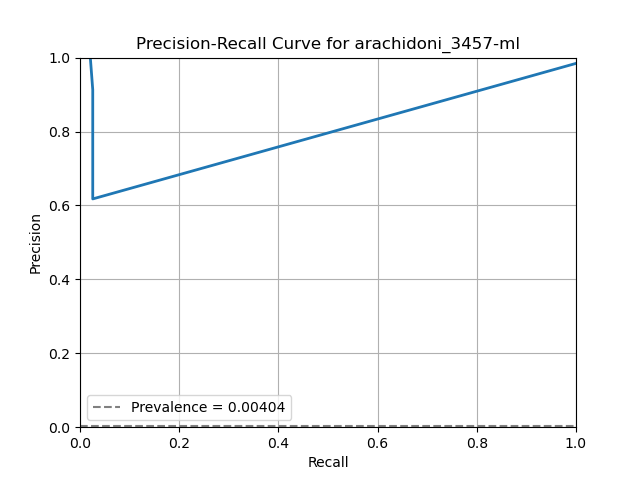 Precision-Recall Curve for arachidoni_3457-ml
1.0
0.8
0.6
0.4
0.2
0.0
Precision
Prevalence = 0.00404
0.0 0.2 0.4 0.6 0.8 1.0
Recall